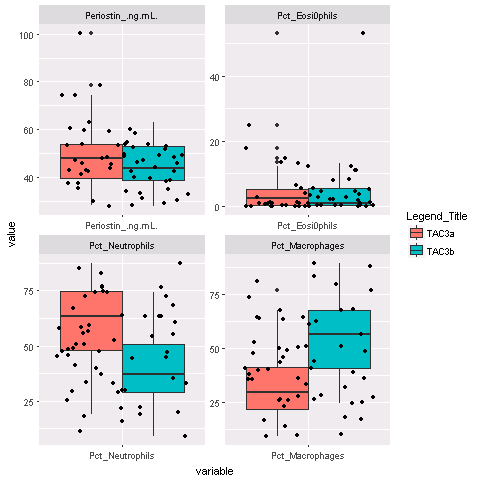 Periostin_.ng.mL.
Pct_Eosi0phils
100
80
60
40
40
20
0
value
Periostin_.ng.mL.
Pct_Eosi0phils
Pct_Neutrophils
Pct_Macrophages
75
50
25
75
50
25
Pct_Neutrophils
Pct_Macrophages
variable
Legend_Title
TAC3a
TAC3b